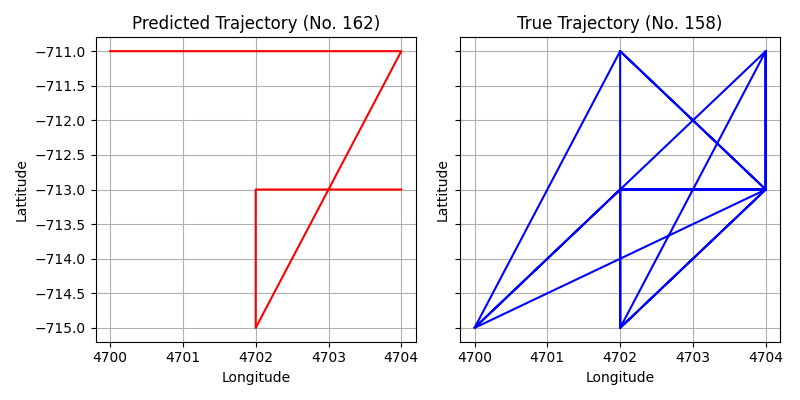 Predicted Trajectory (No. 162)
True Trajectory (No. 158)
Lattitude
−711.0
−711.5
−712.0
−712.5
−713.0
−713.5
−714.0
−714.5
−715.0
4700 4701 4702 4703 4704
Longitude
Lattitude
4700 4701 4702 4703 4704
Longitude